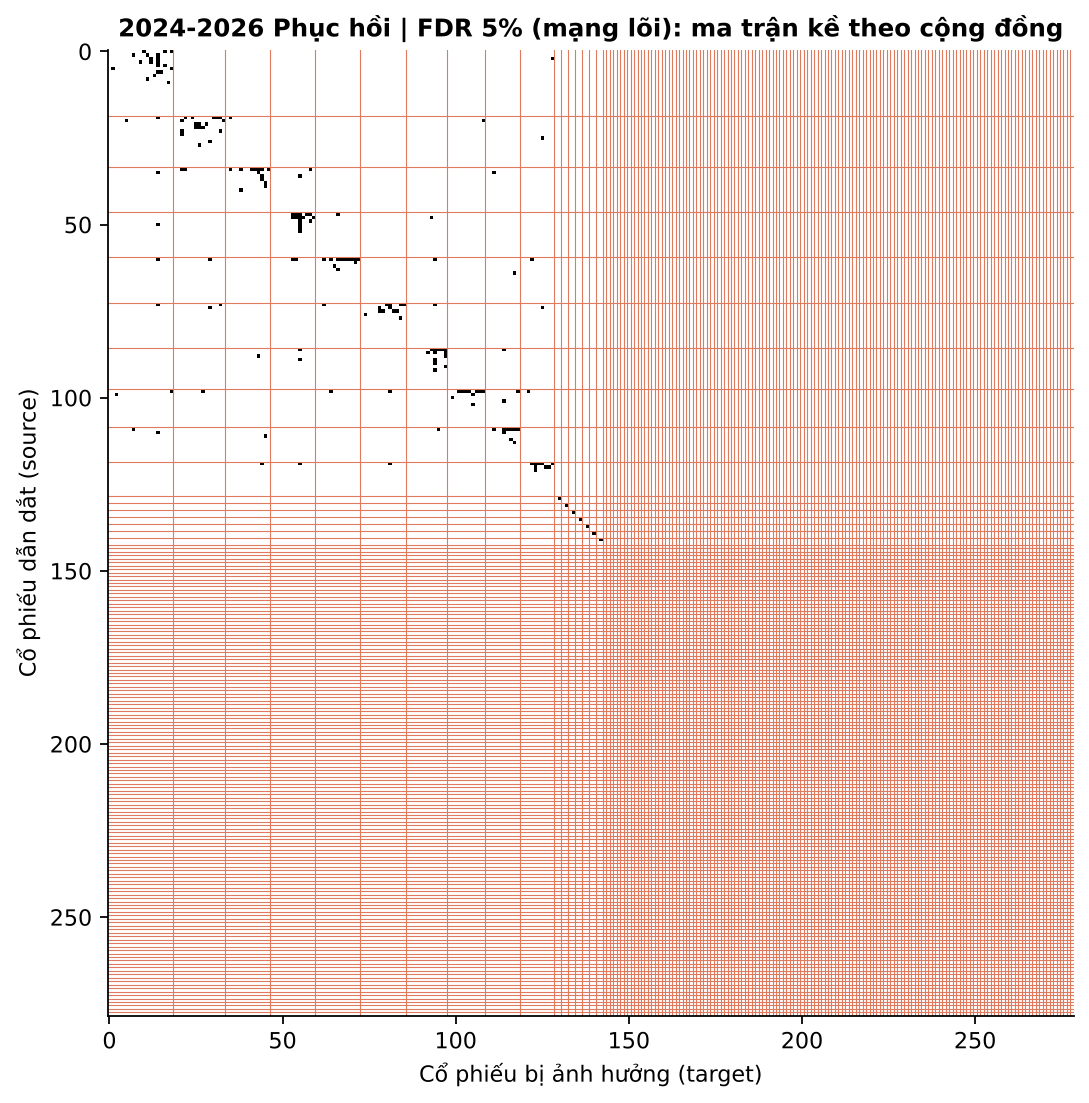 2024-2026 Phục hồi | FDR 5% (mạng lõi): ma trận kề theo cộng đồng
0
50
100
150
200
250
Cổ phiếu dẫn dắt (source)
0 50 100 150 200 250
Cổ phiếu bị ảnh hưởng (target)